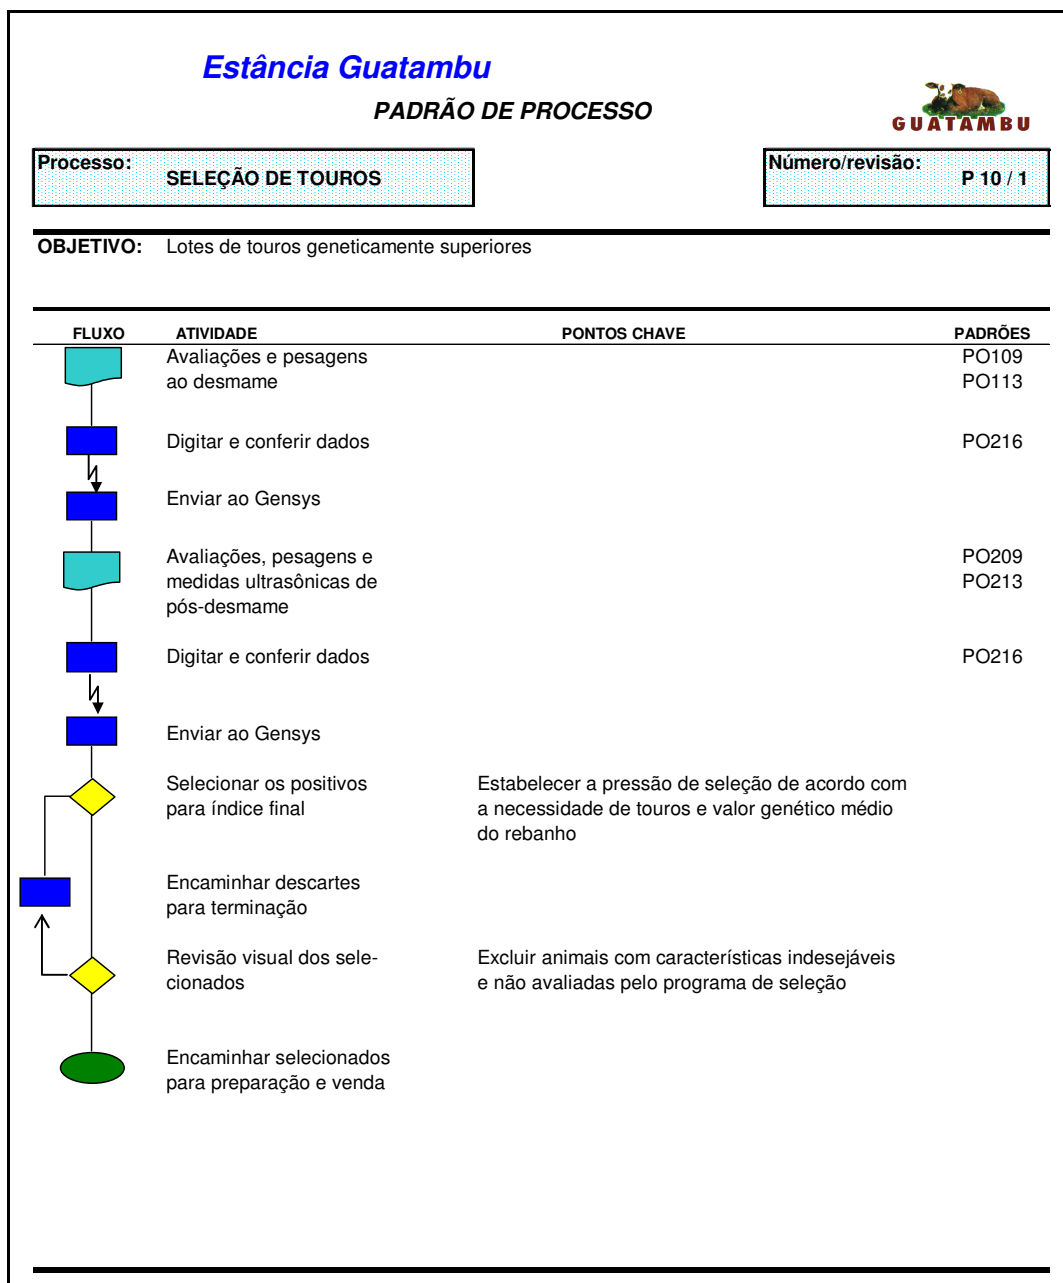 Estância Guatambu
PADRÃO DE PROCESSO
GUATAMBU
Processo:
SELEÇÃO DE TOUROS
Número/revisão:
P 10 / 1
OBJETIVO: Lotes de touros geneticamente superiores
FLUXO ATIVIDADE PONTOS CHAVE PADRÕES
Avaliações e pesagens PO109
ao desmame PO113
Digitar e conferir dados PO216
Enviar ao Gensys
Avaliações, pesagens e PO209
medidas ultrasônicas de PO213
pós-desmame
Digitar e conferir dados PO216
Enviar ao Gensys
Selecionar os positivos Estabelecer a pressão de seleção de acordo com
para índice final a necessidade de touros e valor genético médio
do rebanho
Encaminhar descartes
para terminação
Revisão visual dos sele- Excluir animais com características indesejáveis
cionados e não avaliadas pelo programa de seleção
Encaminhar selecionados
para preparação e venda